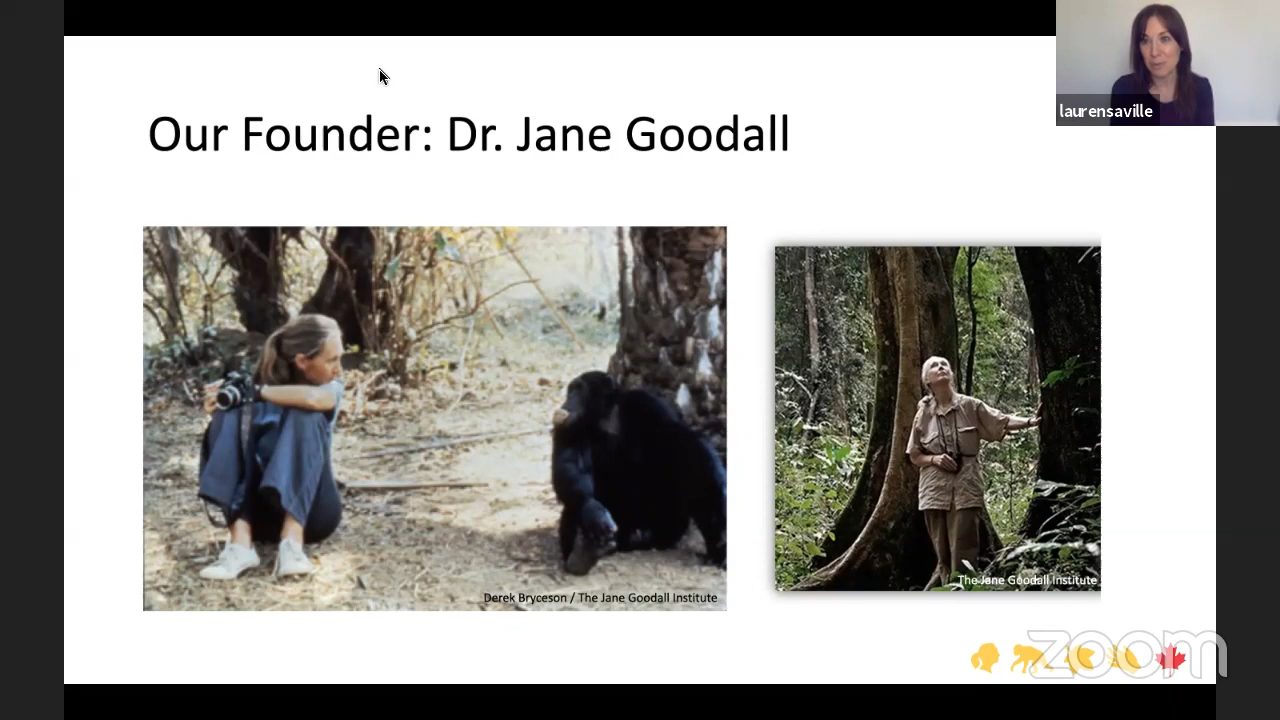 laurensaville
Our Founder: Dr. Jane Goodall
Derek Bryceson / The Jane Goodall Institute
The Jane Goodall Institute
zoom